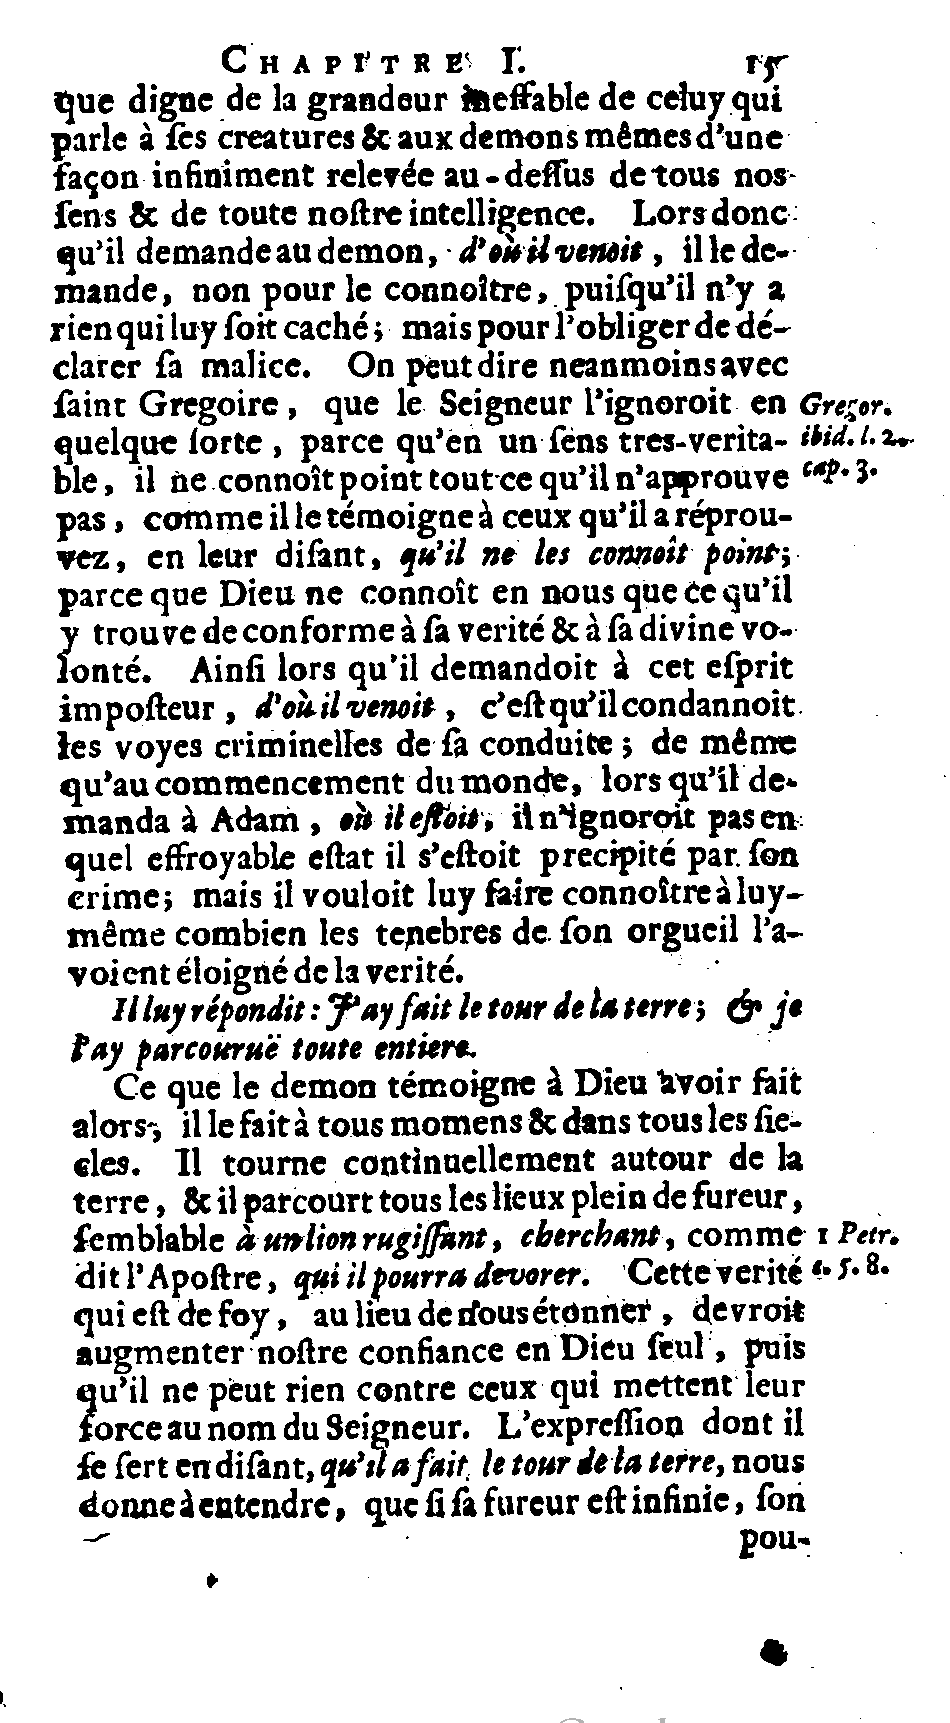 CHAPITRE I. 15
que digne de la grandeur ineffable de celuy qui
parle à ſes creatures & aux demons mêmes d'une
façon infiniment relevée au-deſſus de tous nos
ſens & de toute noſtre intelligence. Lors donc
qu'il demande au demon, d'où il venoit, il le de-
mande, non pour le connoître, puiſqu'il n'y a
rien qui luy ſoit caché; mais pour l'obliger de dé-
clarer ſa malice. On peut dire neanmoins avec
ſaint Gregoire, que le Seigneur l'ignoroit en Gregor.
quelque ſorte, parce qu'en un ſens tres-verita- ibid. l. 2.
ble, il ne connoît point tout ce qu'il n'approuve cap. 3.
pas, comme il le témoigne à ceux qu'il a réprou-
vez, en leur diſant, qu'il ne les connoît point;
parce que Dieu ne connoît en nous que ce qu'il
y trouve de conforme à ſa verité & à ſa divine vo-
lonté. Ainſi lors qu'il demandoit à cet eſprit
impoſteur, d'où il venoit, c'eſt qu'il condannoit
les voyes criminelles de ſa conduite; de même
qu'au commencement du monde, lors qu'il de-
manda à Adam, où il eſtoit, il n'ignoroit pas en
quel effroyable eſtat il s'eſtoit precipité par ſon
crime; mais il vouloit luy faire connoître à luy-
même combien les tenebres de ſon orgueil l'a-
voient éloigné de la verité.
Il luy répondit: J'ay fait le tour de la terre; & je
l'ay parcouruë toute entiere.
Ce que le demon témoigne à Dieu avoir fait
alors, il le fait à tous momens & dans tous les ſie-
cles. Il tourne continuellement autour de la
terre, & il parcourt tous les lieux plein de fureur,
ſemblable à un lion rugiſſant, cherchant, comme 1 Petr.
dit l'Apoſtre, qui il pourra devorer. Cette verité c. 5. 8.
qui eſt de foy, au lieu de nous étonner, devroit
augmenter noſtre confiance en Dieu ſeul, puis
qu'il ne peut rien contre ceux qui mettent leur
force au nom du Seigneur. L'expreſſion dont il
ſe ſert en diſant, qu'il a fait le tour de la terre, nous
donne à entendre, que ſi ſa fureur eſt infinie, ſon
pou-